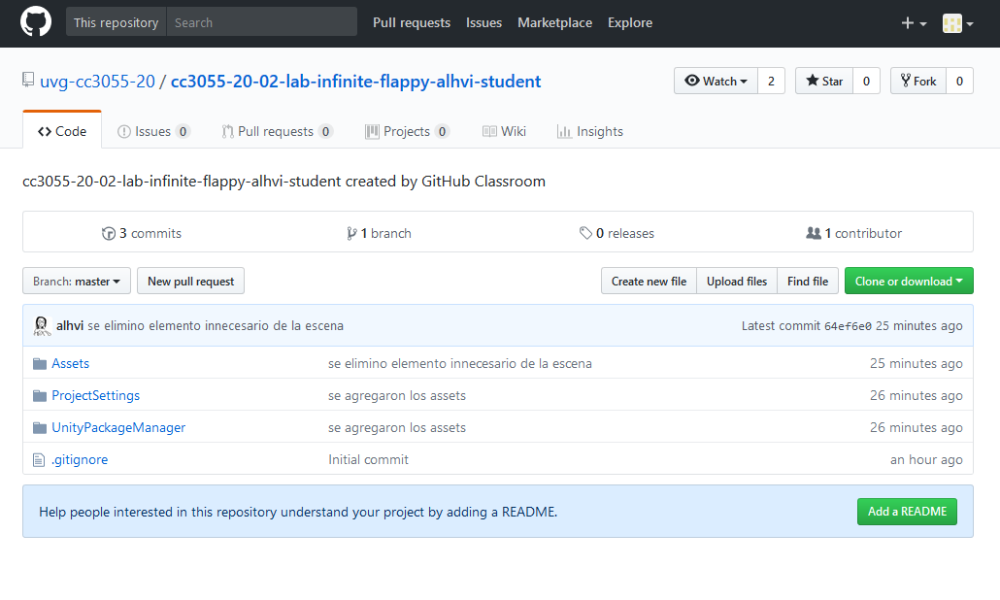 This repository Search Pull requests Issues Marketplace Explore
uvg-cc3055-20 / cc3055-20-02-lab-infinite-flappy-alhvi-student Watch 2 Star 0 Fork 0
Code Issues 0 Pull requests 0 Projects 0 Wiki Insights
cc3055-20-02-lab-infinite-flappy-alhvi-student created by GitHub Classroom
3 commits 1 branch 0 releases 1 contributor
Branch: master New pull request Create new file Upload files Find file Clone or download
alhvi se elimino elemento innecesario de la escena Latest commit 64ef6e0 25 minutes ago
Assets se elimino elemento innecesario de la escena 25 minutes ago
ProjectSettings se agregaron los assets 26 minutes ago
UnityPackageManager se agregaron los assets 26 minutes ago
.gitignore Initial commit an hour ago
Help people interested in this repository understand your project by adding a README. Add a README